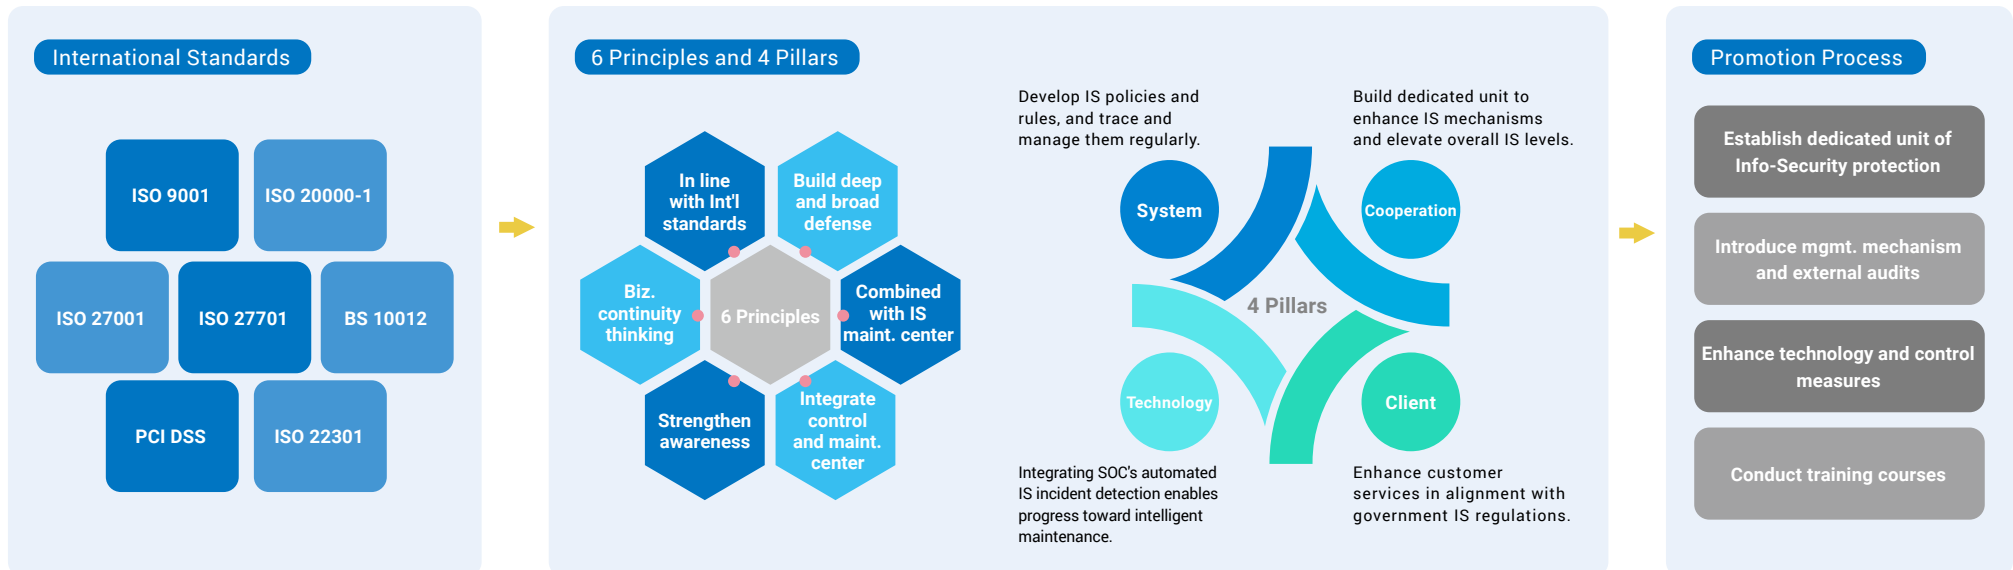 International Standards
ISO 9001
ISO 20000-1
ISO 27001
ISO 27701
BS 10012
PCI DSS
ISO 22301
6 Principles and 4 Pillars
In line
with Int'l
standards
Build deep
and broad
defense
Biz.
continuity
thinking
6 Principles
Combined
with IS
maint. center
Strengthen
awareness
Integrate
control
and maint.
center
Develop IS policies and
rules, and trace and
manage them regularly.
System
Build dedicated unit to
enhance IS mechanisms
and elevate overall IS levels.
Cooperation
4 Pillars
Technology
Integrating SOC's automated
IS incident detection enables
progress toward intelligent
maintenance.
Client
Enhance customer
services in alignment with
government IS regulations.
Promotion Process
Establish dedicated unit of
Info-Security protection
Introduce mgmt. mechanism
and external audits
Enhance technology and control
measures
Conduct training courses